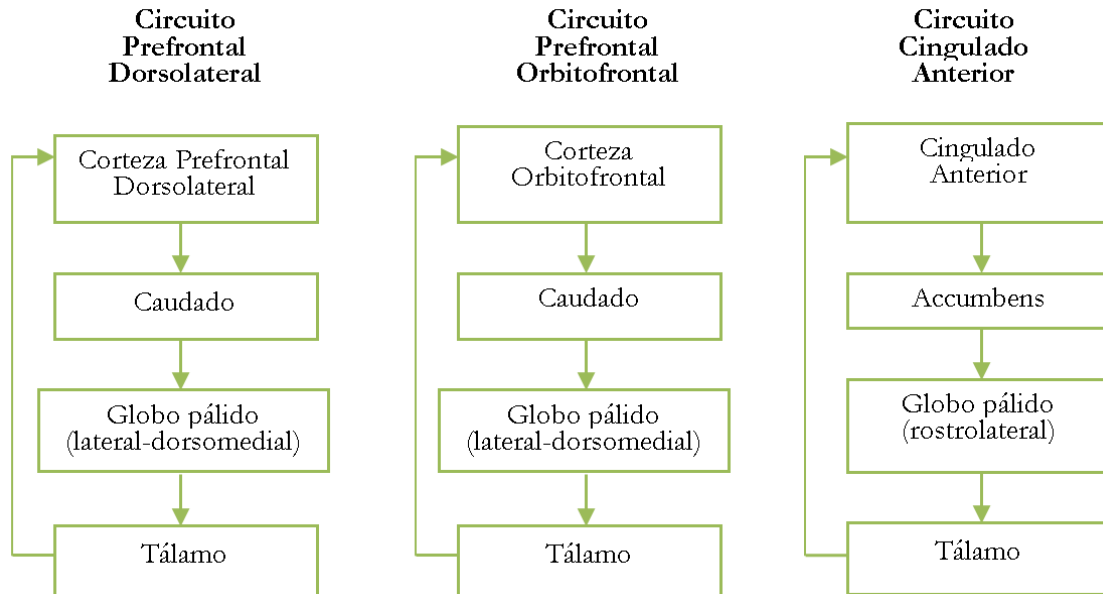 Circuito
Prefrontal
Dorsolateral
Corteza Prefrontal
Dorsolateral
Caudado
Globo pálido
(lateral-dorsomedial)
Tálamo
Circuito
Prefrontal
Orbitofrontal
Corteza
Orbitofrontal
Caudado
Globo pálido
(lateral-dorsomedial)
Tálamo
Circuito
Cingulado
Anterior
Cingulado
Anterior
Accumbens
Globo pálido
(rostrolateral)
Tálamo